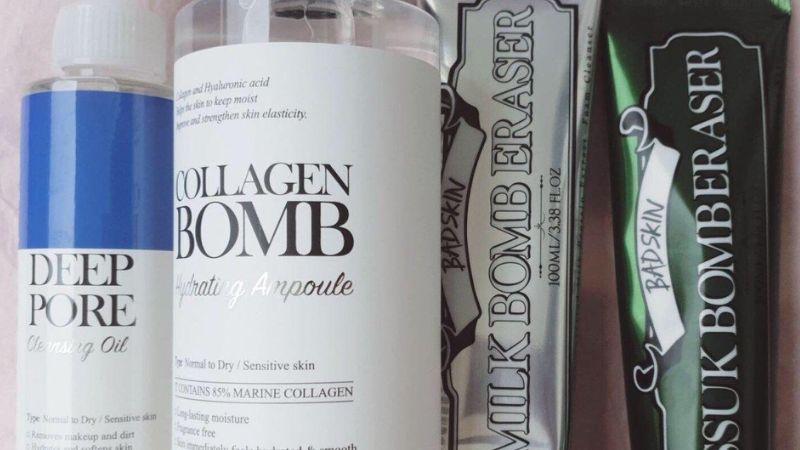 DEEP
PORE
Cleansing Oil
Type Normal to Dry / Sensitive skin
Removes makeup and dirt
Collagen and Hyaluronic acid
the skin to keep moist
and strengthen skin elasticity.
COLLAGEN
BOMB
Hydrating Ampoule
Type Normal to Dry / Sensitive skin
CONTAINS 85% MARINE COLLAGEN
Long-lasting moisture
Fragrance free
BADSKIN
MILK BOMB ERASER
100ML/3.38 FL.OZ
BADSKIN
SSUK BOMB ERASER